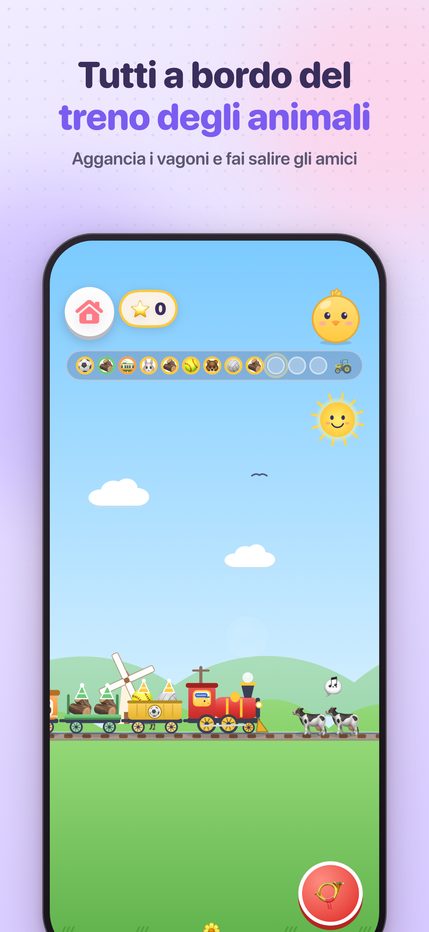 Tutti a bordo del
treno degli animali
Aggancia i vagoni e fai salire gli amici
0